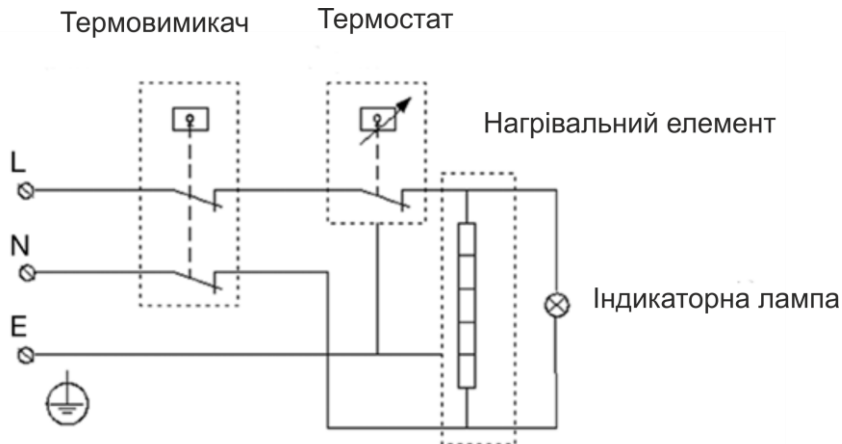 Термовимикач
Термостат
Нагрівальний елемент
L
N
Індикаторна лампа
E